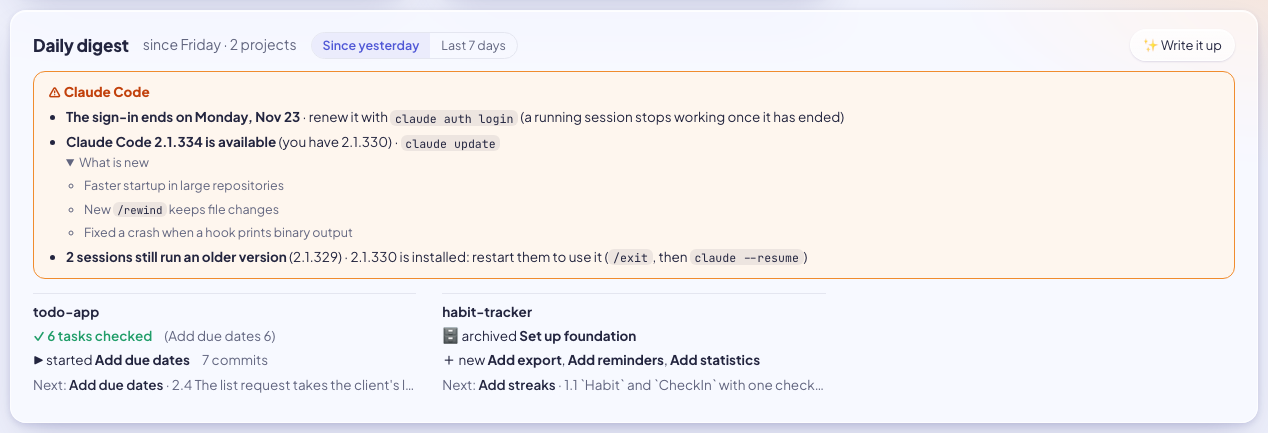 Daily digest since Friday · 2 projects Since yesterday Last 7 days ✨ Write it up
⚠ Claude Code
• The sign-in ends on Monday, Nov 23 · renew it with claude auth login (a running session stops working once it has ended)
• Claude Code 2.1.334 is available (you have 2.1.330) · claude update
▼ What is new
◦ Faster startup in large repositories
◦ New /rewind keeps file changes
◦ Fixed a crash when a hook prints binary output
• 2 sessions still run an older version (2.1.329) · 2.1.330 is installed: restart them to use it ( /exit , then claude --resume )
todo-app
✓ 6 tasks checked (Add due dates 6)
▶ started Add due dates 7 commits
Next: Add due dates · 2.4 The list request takes the client's l…
habit-tracker
🗄 archived Set up foundation
+ new Add export, Add reminders, Add statistics
Next: Add streaks · 1.1 `Habit` and `CheckIn` with one check…